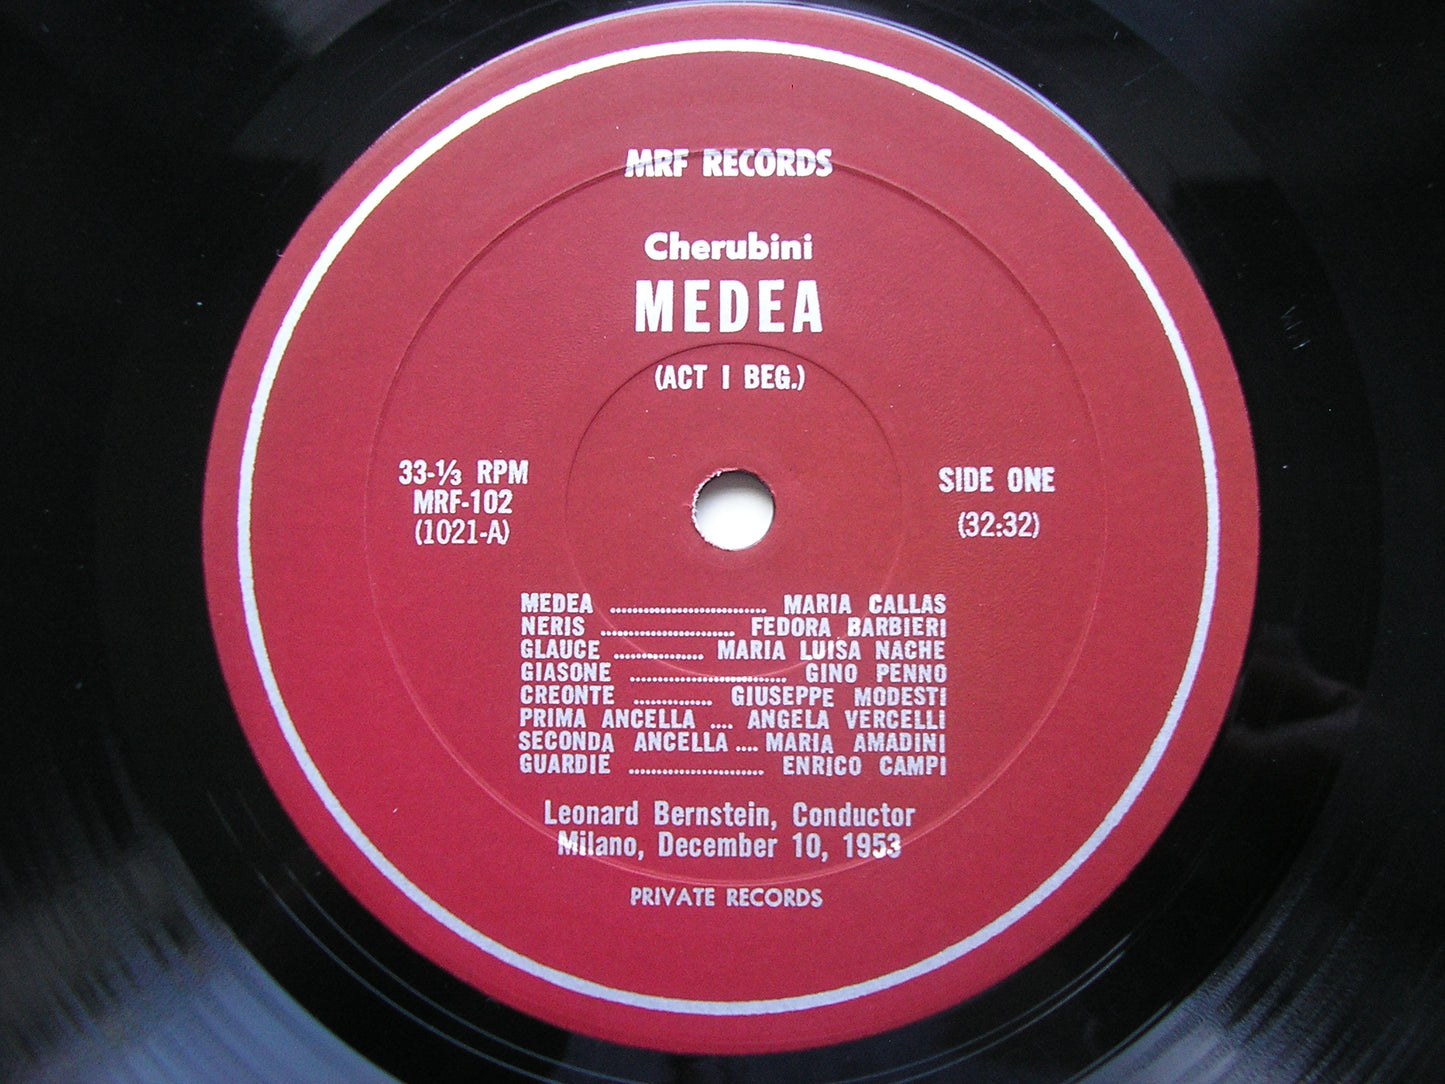 MRF RECORDS
Cherubini
MEDEA
(ACT I BEG.)
33-⅓ RPM
MRF-102
(1021-A)
SIDE ONE
(32:32)
MEDEA ............................ MARIA CALLAS
NERIS ........................ FEDORA BARBIERI
GLAUCE ................ MARIA LUISA NACHE
GIASONE ............................ GINO PENNO
CREONTE .............. GIUSEPPE MODESTI
PRIMA ANCELLA .... ANGELA VERCELLI
SECONDA ANCELLA .... MARIA AMADINI
GUARDIE ........................ ENRICO CAMPI
Leonard Bernstein, Conductor
Milano, December 10, 1953
PRIVATE RECORDS